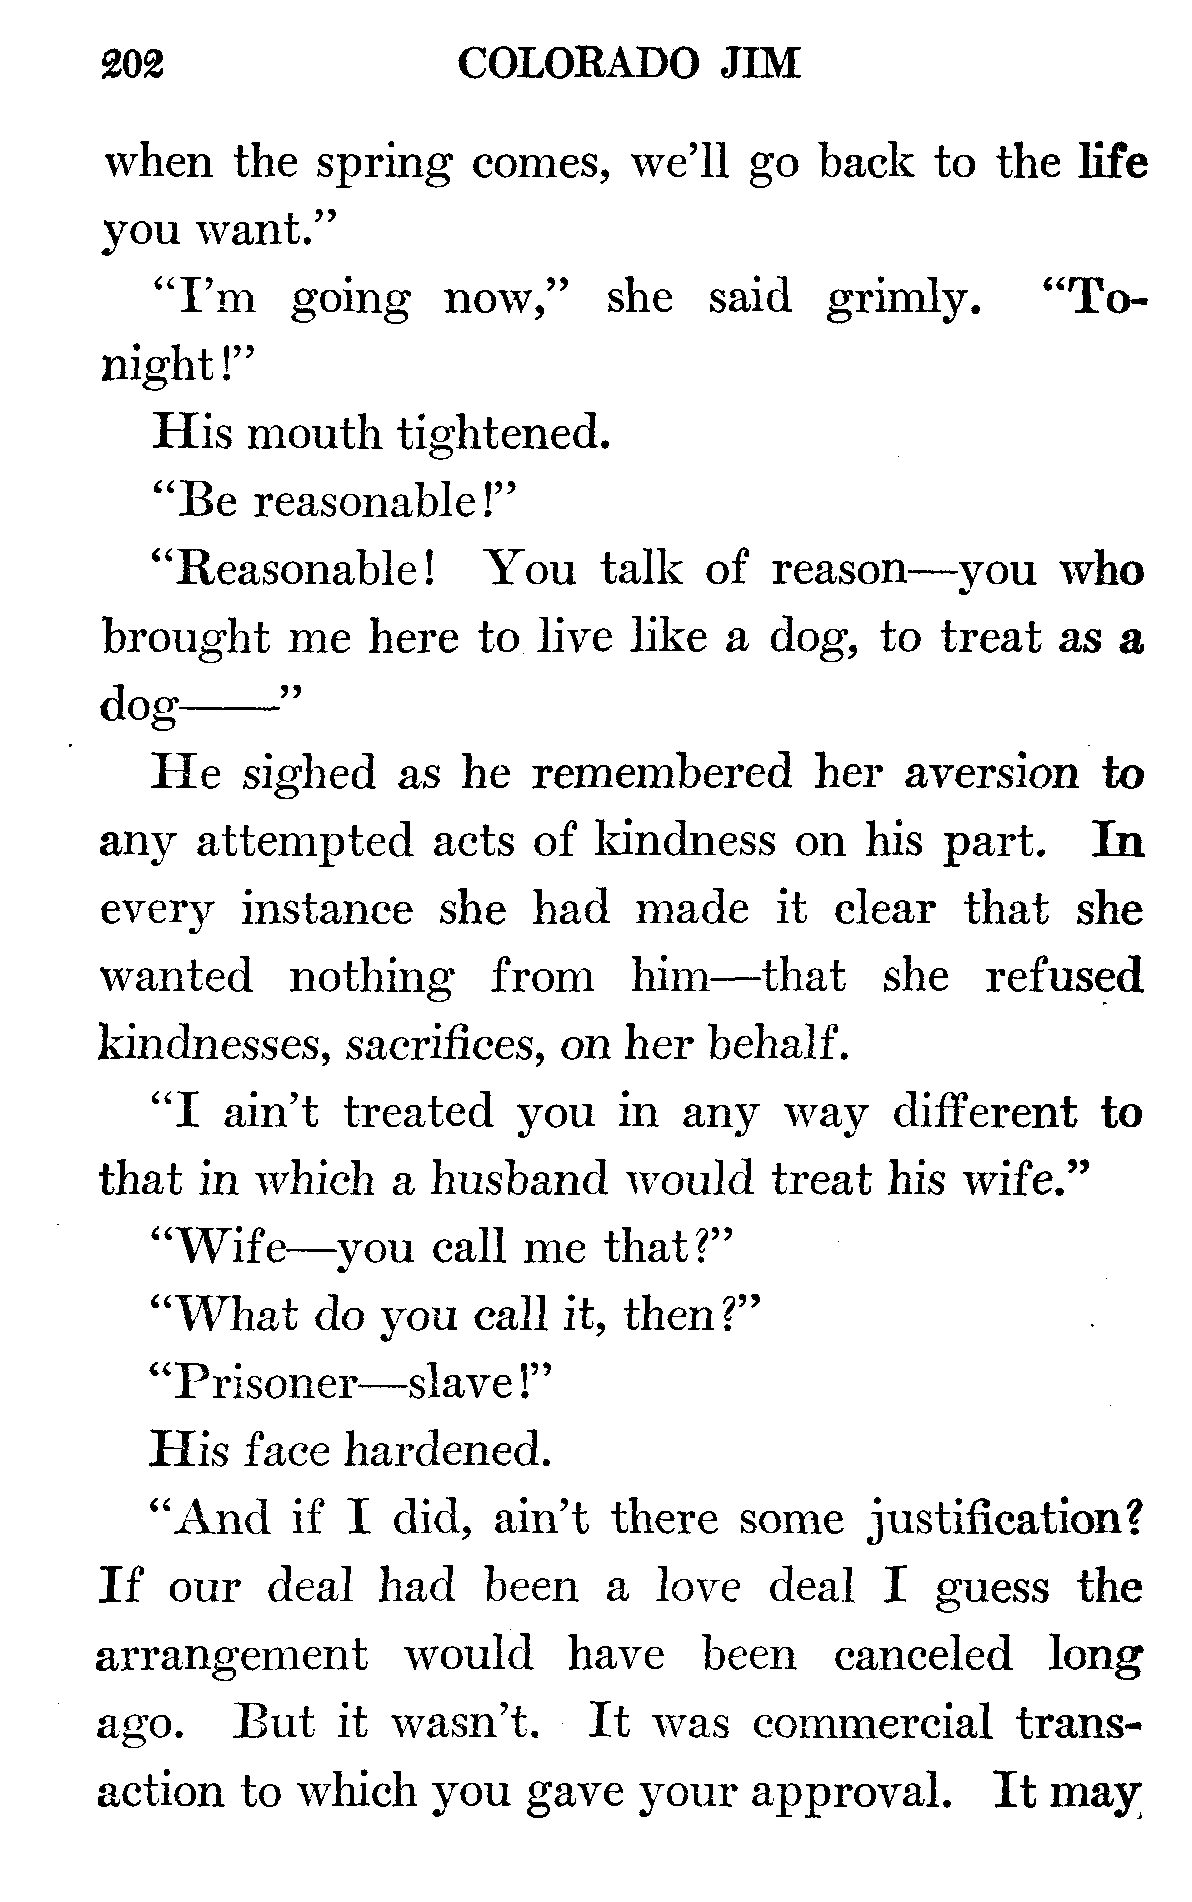 202 COLORADO JIM
when the spring comes, we'll go back to the life
you want."
"I'm going now," she said grimly. "To-
night!"
His mouth tightened.
"Be reasonable!"
"Reasonable! You talk of reason—you who
brought me here to live like a dog, to treat as a
dog——"
He sighed as he remembered her aversion to
any attempted acts of kindness on his part. In
every instance she had made it clear that she
wanted nothing from him—that she refused
kindnesses, sacrifices, on her behalf.
"I ain't treated you in any way different to
that in which a husband would treat his wife."
"Wife—you call me that?"
"What do you call it, then?"
"Prisoner—slave!"
His face hardened.
"And if I did, ain't there some justification?
If our deal had been a love deal I guess the
arrangement would have been canceled long
ago. But it wasn't. It was commercial trans-
action to which you gave your approval. It may